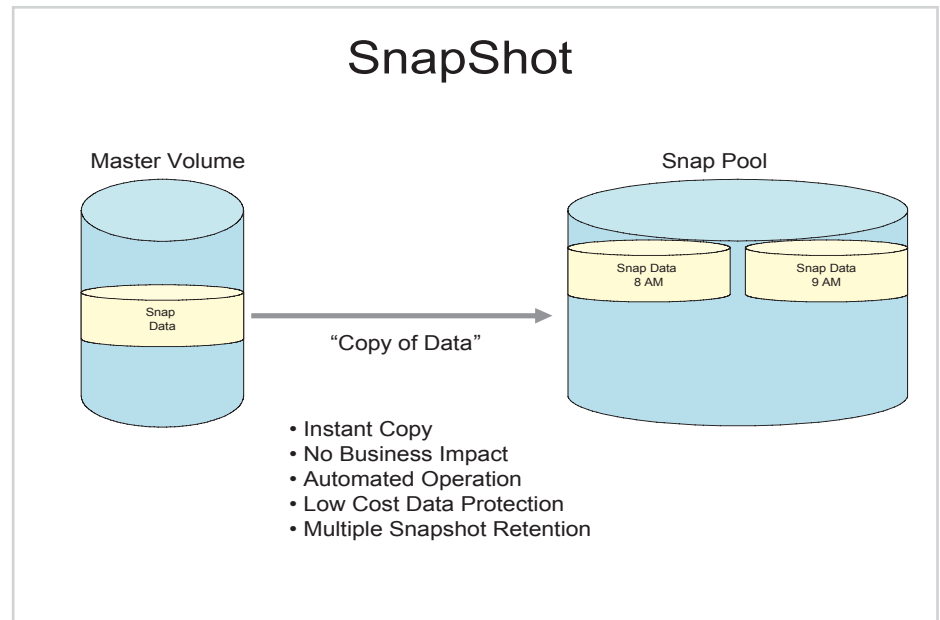 SnapShot
Master Volume
Snap
Data
“Copy of Data”
Snap Pool
Snap Data
8 AM
Snap Data
9 AM
• Instant Copy
• No Business Impact
• Automated Operation
• Low Cost Data Protection
• Multiple Snapshot Retention